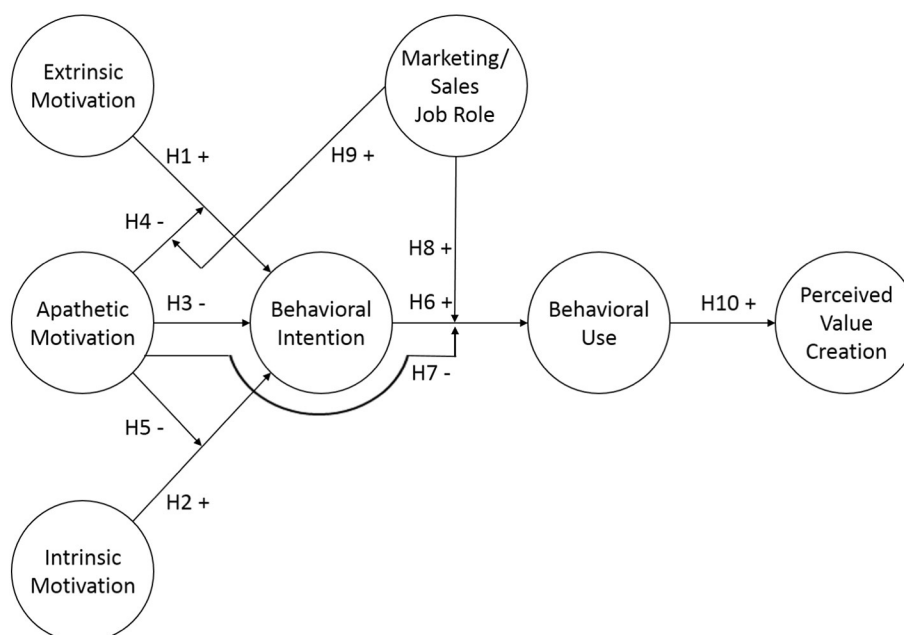 Extrinsic
Motivation
Marketing/
Sales
Job Role
H1 +
H9 +
H4 -
H8 +
Apathetic
Motivation
H3 -
Behavioral
Intention
H6 +
Behavioral
Use
H10 +
Perceived
Value
Creation
H7 -
H5 -
H2 +
Intrinsic
Motivation